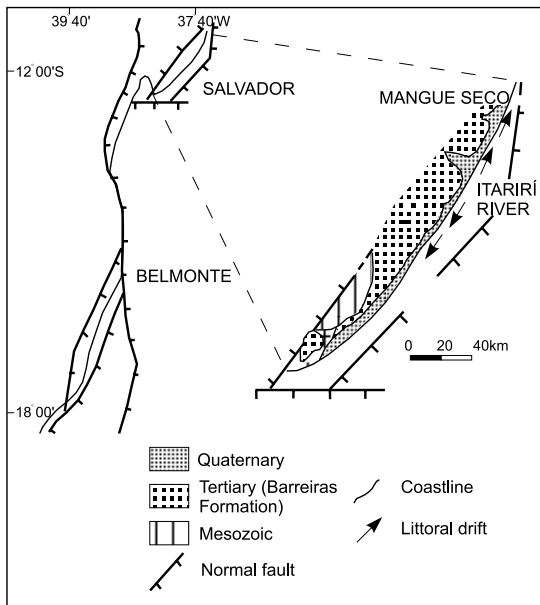 39 40' 37 40'W
12°00'S
SALVADOR
MANGUE SECO
ITARIRÍ
RIVER
BELMONTE
0 20 40km
18°00'
Quaternary
Tertiary (Barreiras
Formation)
Coastline
Mesozoic
Littoral drift
Normal fault